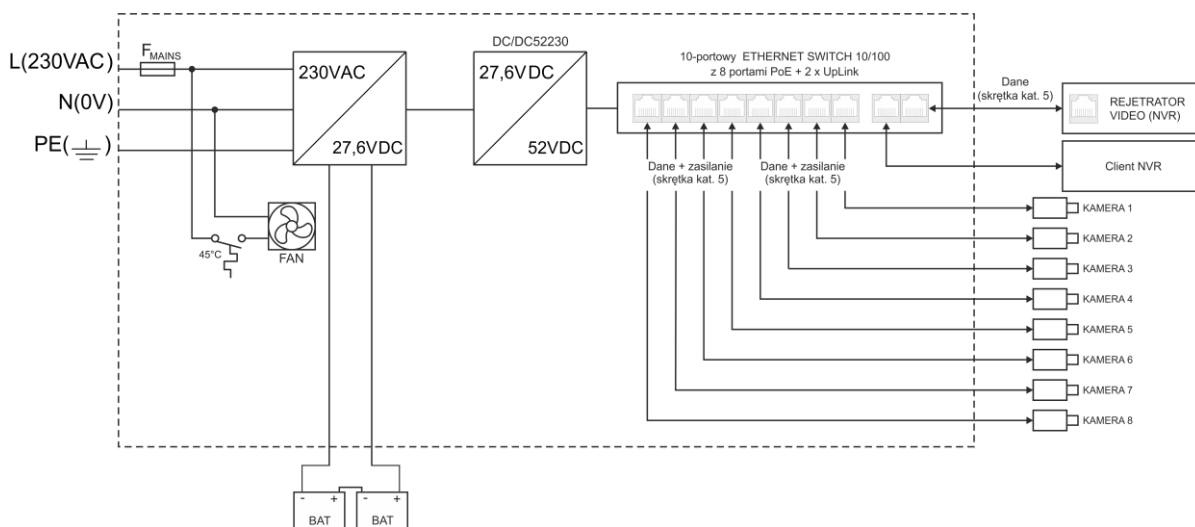 L(230VAC)
F MAINS
N(0V)
PE(
)
230VAC
27,6VDC
DC/DC52230
27,6VDC
52VDC
10-portowy ETHERNET SWITCH 10/100
z 8 portami PoE + 2 x UpLink
Dane
(skrętka kat. 5)
REJETRATOR
VIDEO (NVR)
Client NVR
Dane + zasilanie
(skrętka kat. 5)
Dane + zasilanie
(skrętka kat. 5)
45°C
FAN
KAMERA 1
KAMERA 2
KAMERA 3
KAMERA 4
KAMERA 5
KAMERA 6
KAMERA 7
KAMERA 8
- +
BAT
- +
BAT